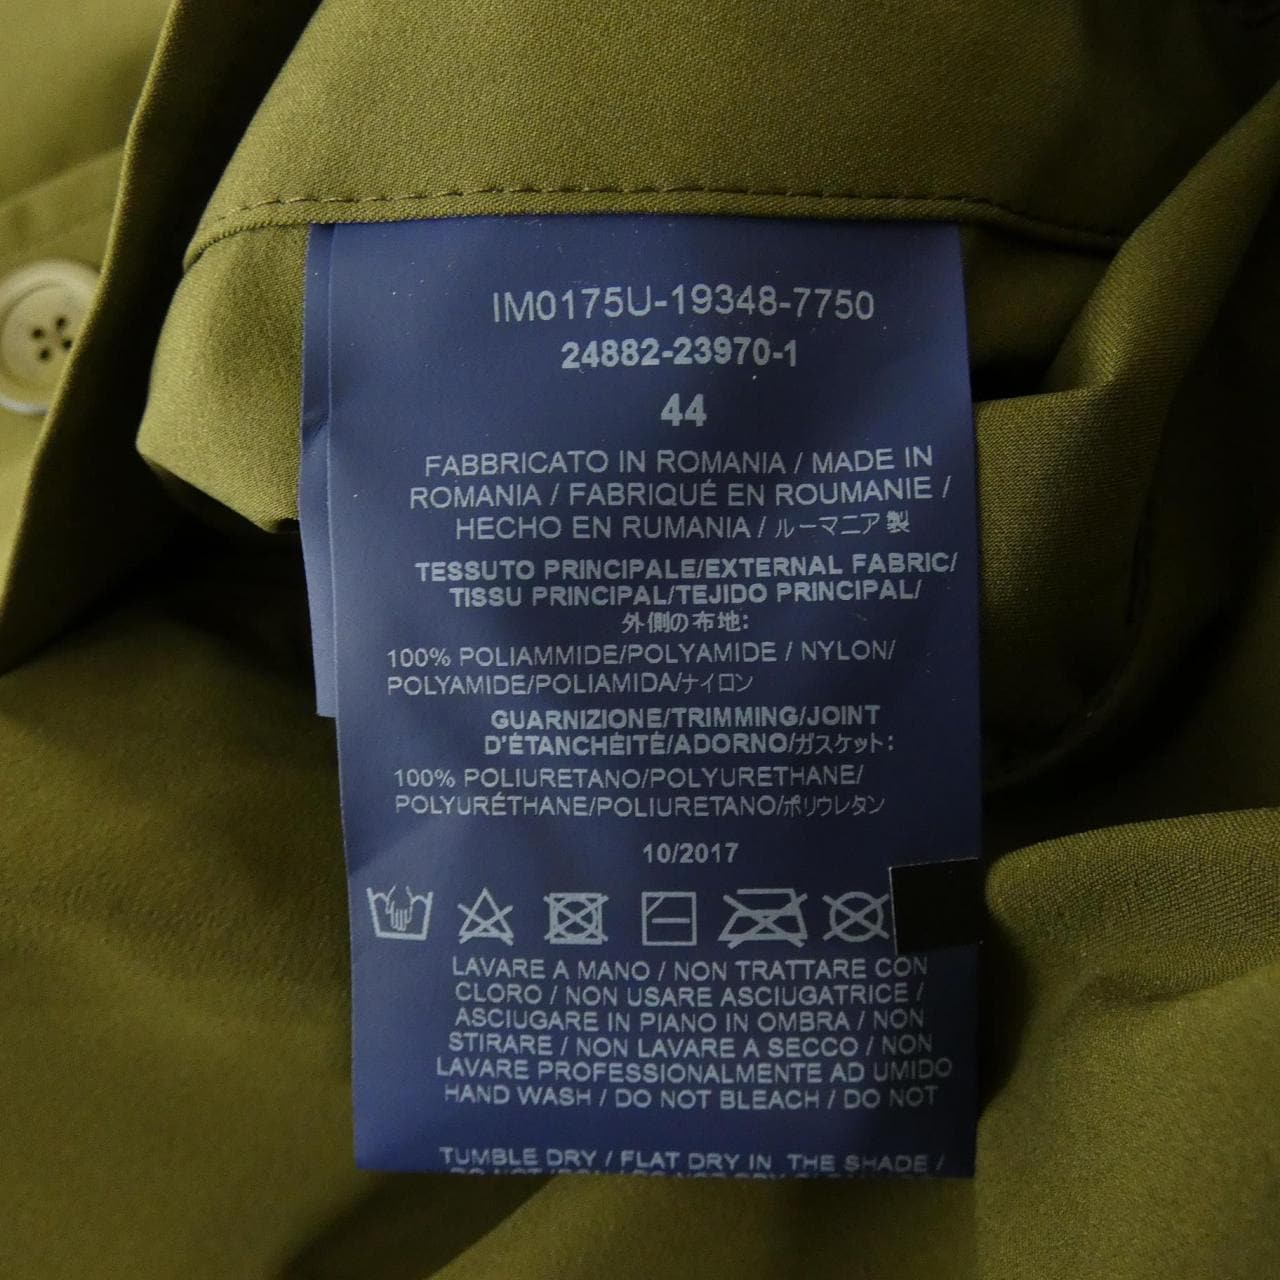 IM0175U-19348-7750
24882-23970-1
44
FABBRICATO IN ROMANIA / MADE IN
ROMANIA / FABRIQUÉ EN ROUMANIE /
HECHO EN RUMANIA / ルーマニア製
TESSUTO PRINCIPALE/EXTERNAL FABRIC/
TISSU PRINCIPAL/TEJIDO PRINCIPAL/
外側の布地:
100% POLIAMMIDE/POLYAMIDE / NYLON/
POLYAMIDE/POLIAMIDA/ナイロン
GUARNIZIONE/TRIMMING/JOINT
D'ÉTANCHÉITÉ/ADORNO/ガスケット:
100% POLIURETANO/POLYURETHANE/
POLYURÉTHANE/POLIURETANO/ポリウレタン
10/2017
LAVARE A MANO / NON TRATTARE CON
CLORO / NON USARE ASCIUGATRICE /
ASCIUGARE IN PIANO IN OMBRA / NON
STIRARE / NON LAVARE A SECCO / NON
LAVARE PROFESSIONALMENTE AD UMIDO
HAND WASH / DO NOT BLEACH / DO NOT
TUMBLE DRY / FLAT DRY IN THE SHADE /